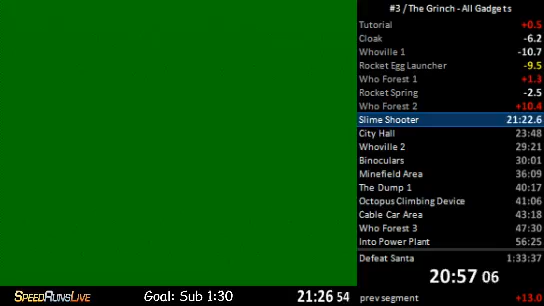 #3 / The Grinch - All Gadgets
Tutorial +0.5
Cloak -6.2
Whoville 1 -10.7
Rocket Egg Launcher -9.5
Who Forest 1 +1.3
Rocket Spring -2.5
Who Forest 2 +10.4
Slime Shooter 21:22.6
City Hall 23:48
Whoville 2 29:21
Binoculars 30:01
Minefield Area 36:09
The Dump 1 40:17
Octopus Climbing Device 41:06
Cable Car Area 43:18
Who Forest 3 47:30
Into Power Plant 56:25
Defeat Santa 1:33:37
20:57 06
prev segment +13.0
SPEEDRUNSLIVE Goal: Sub 1:30 21:26 54